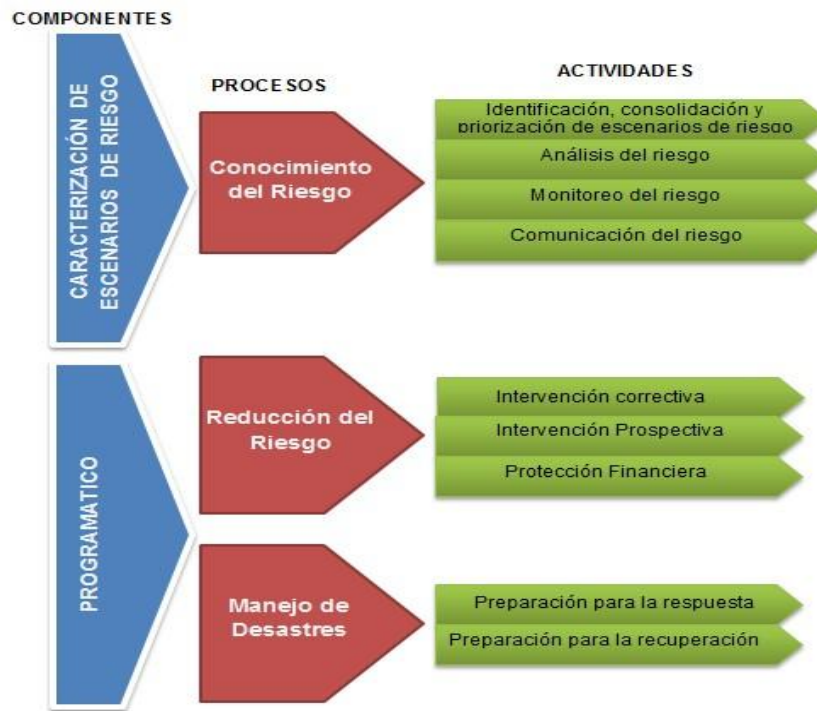 COMPONENTES
CARACTERIZACIÓN DE
ESCENARIOS DE RIESGO
PROCESOS
Conocimiento
del Riesgo
ACTIVIDADES
Identificación, consolidación y
priorización de escenarios de riesgo
Análisis del riesgo
Monitoreo del riesgo
Comunicación del riesgo
PROGRAMATICO
Reducción del
Riesgo
Intervención correctiva
Intervención Prospectiva
Protección Financiera
Manejo de
Desastres
Preparación para la respuesta
Preparación para la recuperación